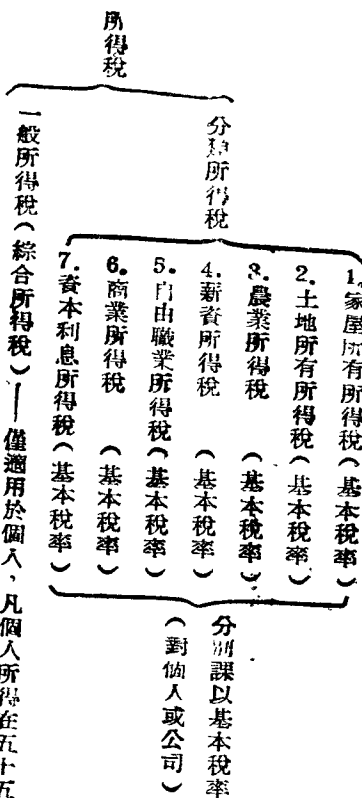 所得稅
分類所得稅
1.家屋所有所得稅（基本稅率）
2.土地所有所得稅（基本稅率）
3.農業所得稅（基本稅率）
4.薪資所得稅（基本稅率）
5.自由職業所得稅（基本稅率）
6.商業所得稅（基本稅率）
7.資本利息所得稅（基本稅率）
分別課以基本稅率
（對個人或公司）
一般所得稅（綜合所得稅）——僅適用於個人，凡個人所得在五十五